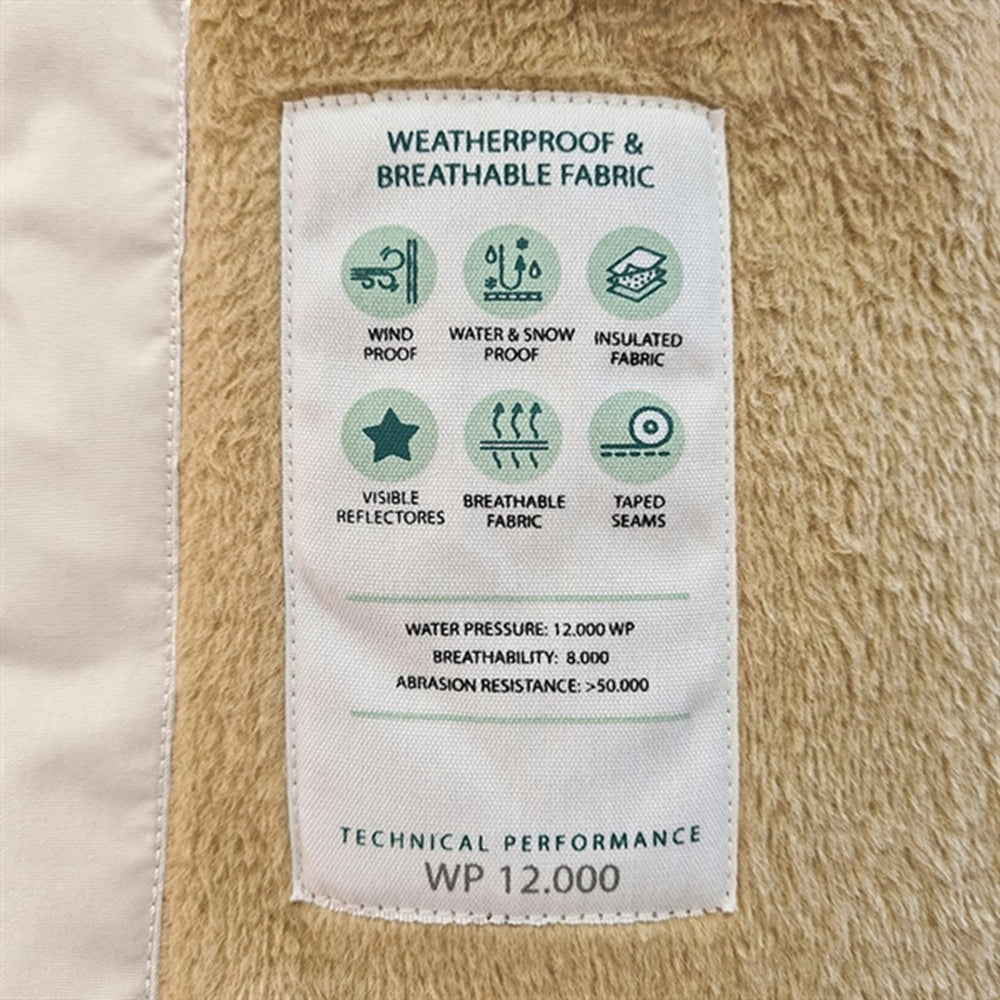 WEATHERPROOF &
BREATHABLE FABRIC
WIND
PROOF
WATER & SNOW
PROOF
INSULATED
FABRIC
VISIBLE
REFLECTORES
BREATHABLE
FABRIC
TAPED
SEAMS
WATER PRESSURE: 12.000 WP
BREATHABILITY: 8.000
ABRASION RESISTANCE: >50.000
TECHNICAL PERFORMANCE
WP 12.000